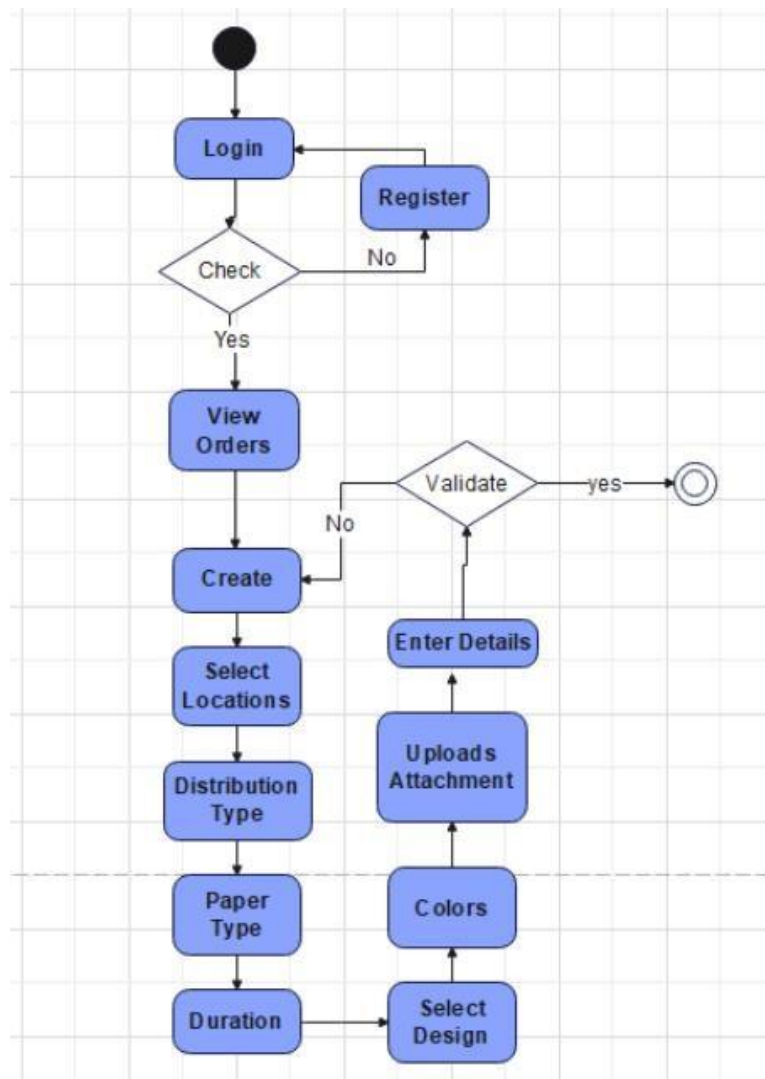 Login
Register
Check
No
Yes
View
Orders
Validate
yes
No
Create
Enter Details
Select
Locations
Uploads
Attachment
Distribution
Type
Colors
Paper
Type
Duration
Select
Design